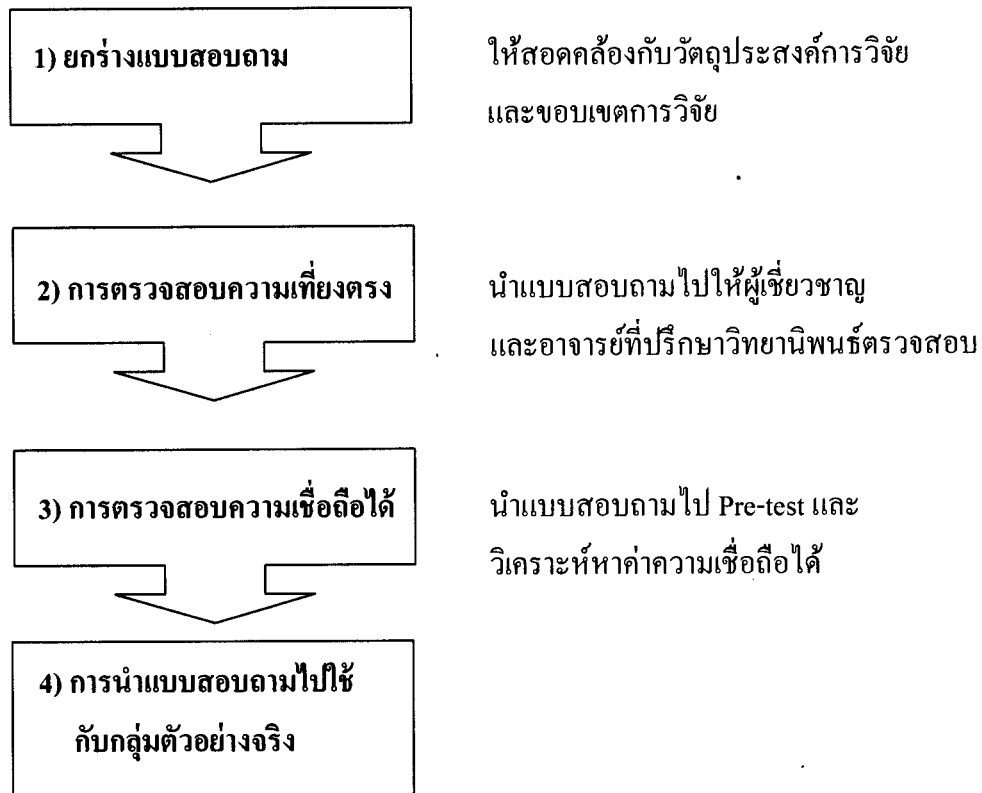 1) ยกร่างแบบสอบถาม
ให้สอดคล้องกับวัตถุประสงค์การวิจัย
และขอบเขตการวิจัย
2) การตรวจสอบความเที่ยงตรง
นำแบบสอบถามไปให้ผู้เชี่ยวชาญ
และอาจารย์ที่ปรึกษาวิทยานิพนธ์ตรวจสอบ
3) การตรวจสอบความเชื่อถือได้
นำแบบสอบถามไป Pre-test และ
วิเคราะห์หาค่าความเชื่อถือได้
4) การนำแบบสอบถามไปใช้
กับกลุ่มตัวอย่างจริง